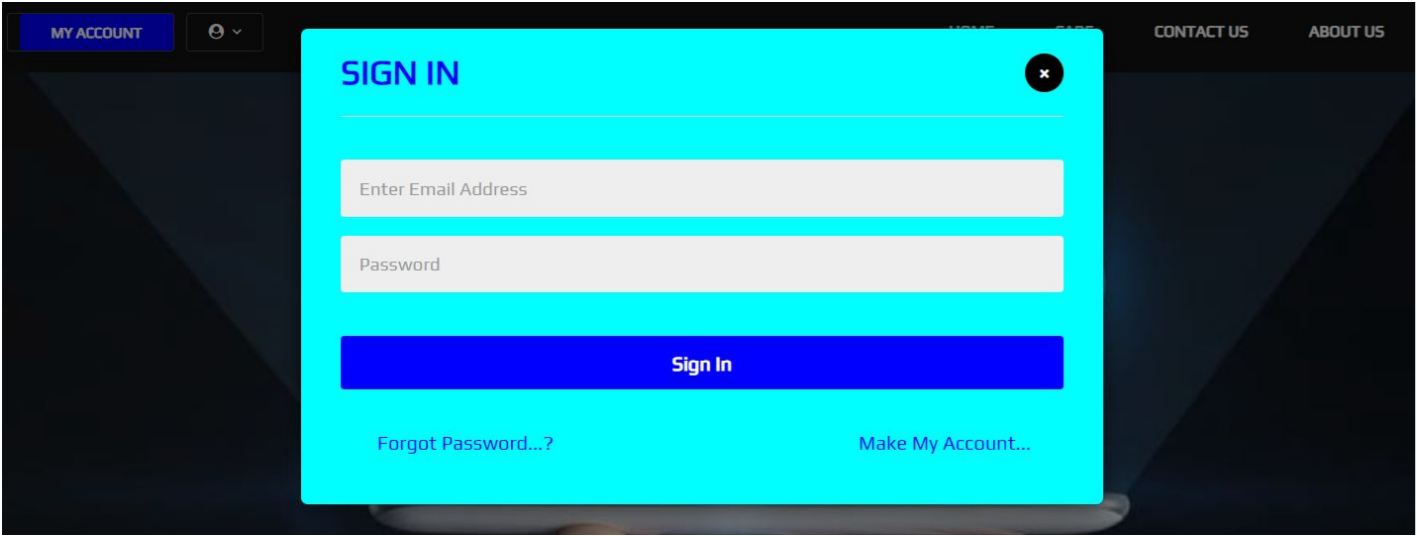 MY ACCOUNT
CONTACT US
ABOUT US
SIGN IN
Enter Email Address
Password
Sign In
Forgot Password...?
Make My Account...